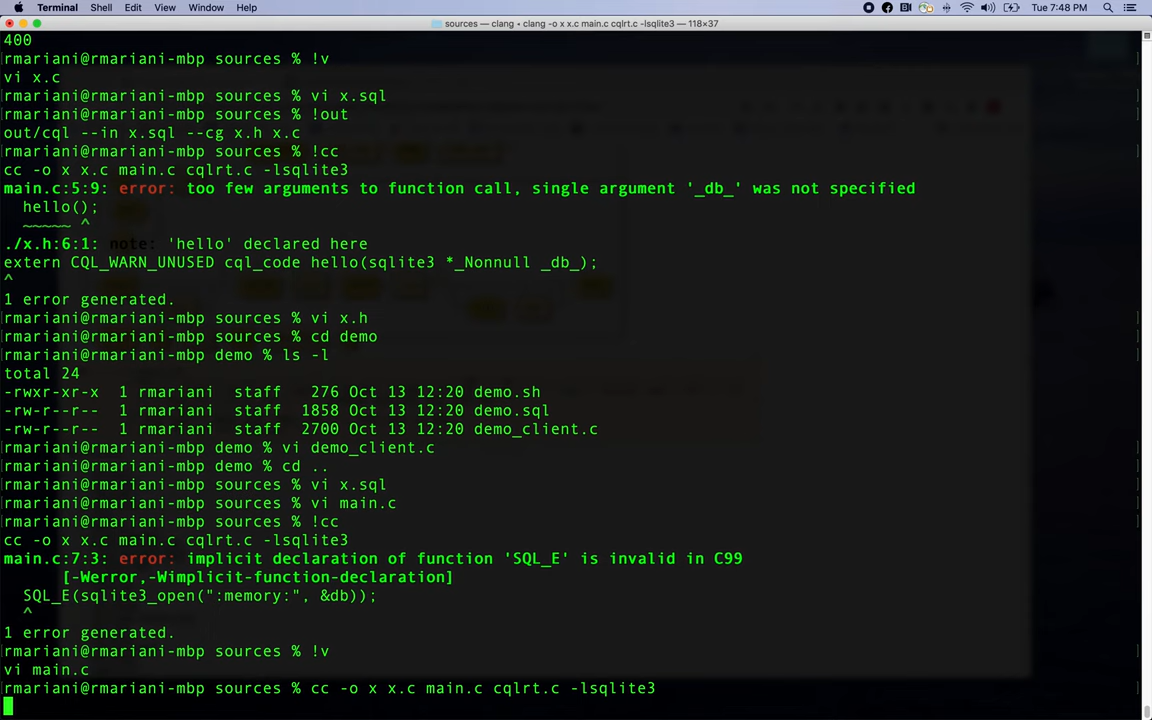 Terminal Shell Edit View Window Help Tue 7:48 PM
sources — clang • clang -o x x.c main.c cqlrt.c -lsqlite3 — 118×37
400
rmariani@rmariani-mbp sources % !v
vi x.c
rmariani@rmariani-mbp sources % vi x.sql
rmariani@rmariani-mbp sources % !out
out/cql --in x.sql --cg x.h x.c
rmariani@rmariani-mbp sources % !cc
cc -o x x.c main.c cqlrt.c -lsqlite3
main.c:5:9: error: too few arguments to function call, single argument '_db_' was not specified
  hello();
  ~~~~~ ^
./x.h:6:1: note: 'hello' declared here
extern CQL_WARN_UNUSED cql_code hello(sqlite3 *_Nonnull _db_);
^
1 error generated.
rmariani@rmariani-mbp sources % vi x.h
rmariani@rmariani-mbp sources % cd demo
rmariani@rmariani-mbp demo % ls -l
total 24
-rwxr-xr-x  1 rmariani  staff   276 Oct 13 12:20 demo.sh
-rw-r--r--  1 rmariani  staff  1858 Oct 13 12:20 demo.sql
-rw-r--r--  1 rmariani  staff  2700 Oct 13 12:20 demo_client.c
rmariani@rmariani-mbp demo % vi demo_client.c
rmariani@rmariani-mbp demo % cd ..
rmariani@rmariani-mbp sources % vi x.sql
rmariani@rmariani-mbp sources % vi main.c
rmariani@rmariani-mbp sources % !cc
cc -o x x.c main.c cqlrt.c -lsqlite3
main.c:7:3: error: implicit declaration of function 'SQL_E' is invalid in C99
      [-Werror,-Wimplicit-function-declaration]
  SQL_E(sqlite3_open(":memory:", &db));
  ^
1 error generated.
rmariani@rmariani-mbp sources % !v
vi main.c
rmariani@rmariani-mbp sources % cc -o x x.c main.c cqlrt.c -lsqlite3